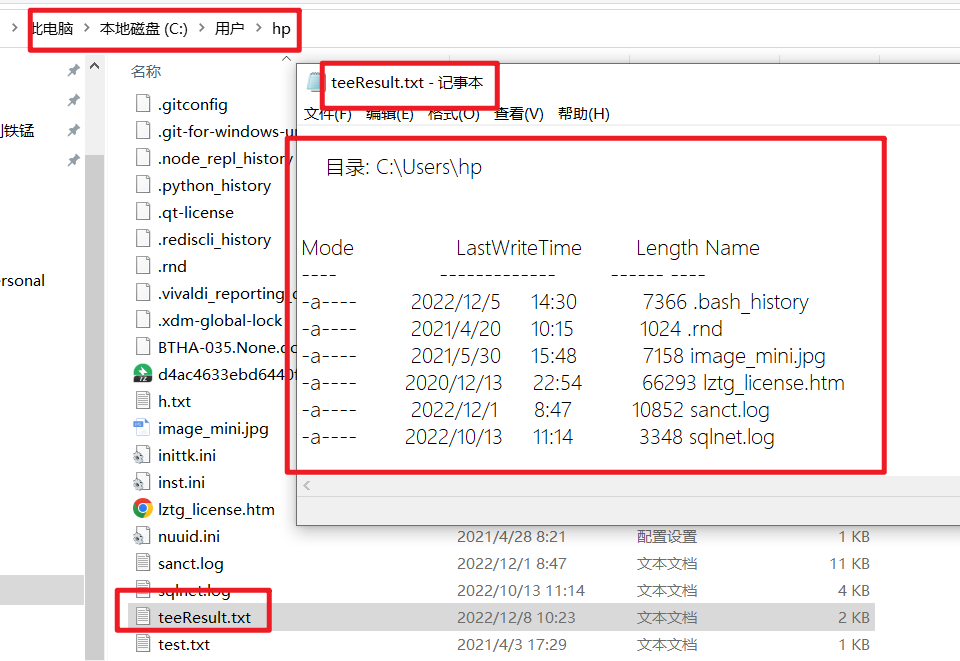 此电脑 > 本地磁盘 (C:) > 用户 > hp
名称
.gitconfig
.git-for-windows-u
.node_repl_history
.python_history
.qt-license
.rediscli_history
.rnd
.vivaldi_reporting_
.xdm-global-lock
BTHA-035.None.dc
d4ac4633ebd6440f
h.txt
image_mini.jpg
inittk.ini
inst.ini
lztg_license.htm
nuuid.ini 2021/4/28 8:21 配置设置 1 KB
sanct.log 2022/12/1 8:47 文本文档 11 KB
sqlnet.log 2022/10/13 11:14 文本文档 4 KB
teeResult.txt 2022/12/8 10:23 文本文档 2 KB
test.txt 2021/4/3 17:29 文本文档 1 KB
铁锰
ersonal
teeResult.txt - 记事本
文件(F) 编辑(E) 格式(O) 查看(V) 帮助(H)
目录: C:\Users\hp
Mode LastWriteTime Length Name
---- ------------- ------ ----
-a---- 2022/12/5 14:30 7366 .bash_history
-a---- 2021/4/20 10:15 1024 .rnd
-a---- 2021/5/30 15:48 7158 image_mini.jpg
-a---- 2020/12/13 22:54 66293 lztg_license.htm
-a---- 2022/12/1 8:47 10852 sanct.log
-a---- 2022/10/13 11:14 3348 sqlnet.log